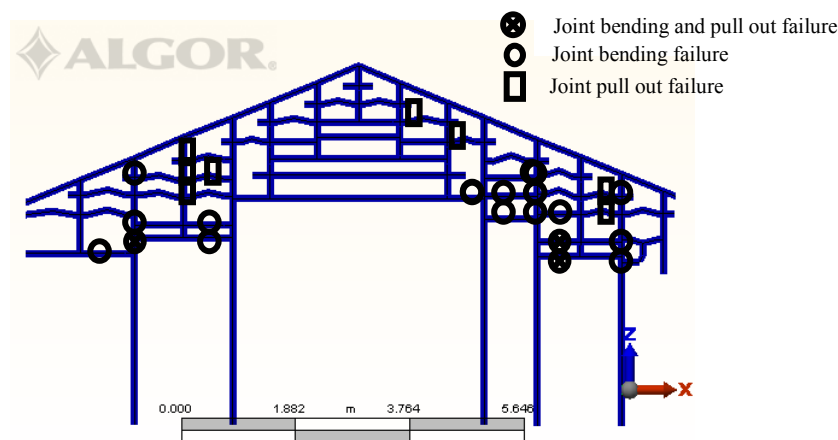 ALGOR®
Joint bending and pull out failure
Joint bending failure
Joint pull out failure
Z
X
0.000 1.882 m 3.764 5.646